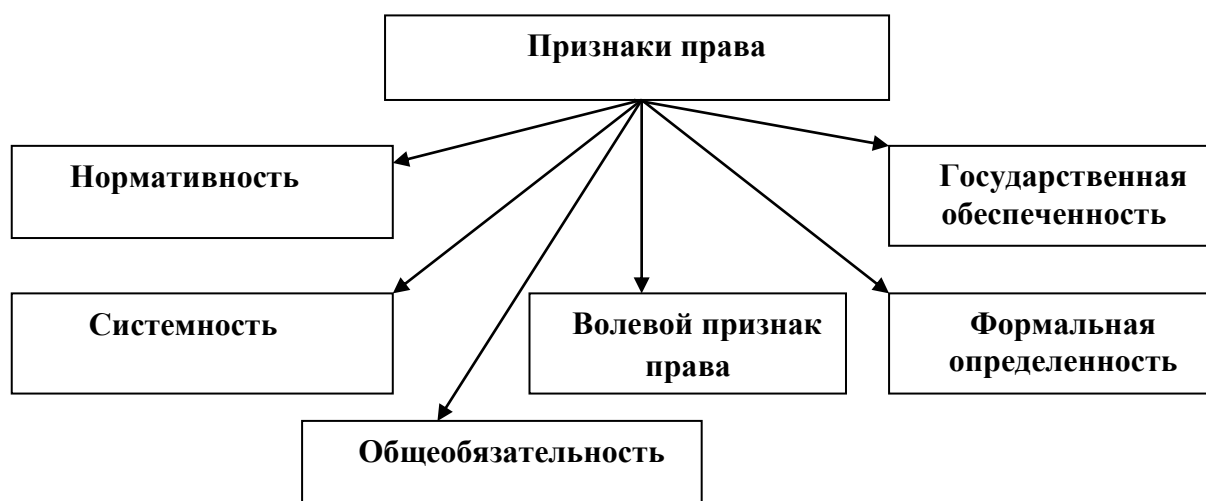 Признаки права
Нормативность
Государственная
обеспеченность
Системность
Волевой признак
права
Формальная
определенность
Общеобязательность